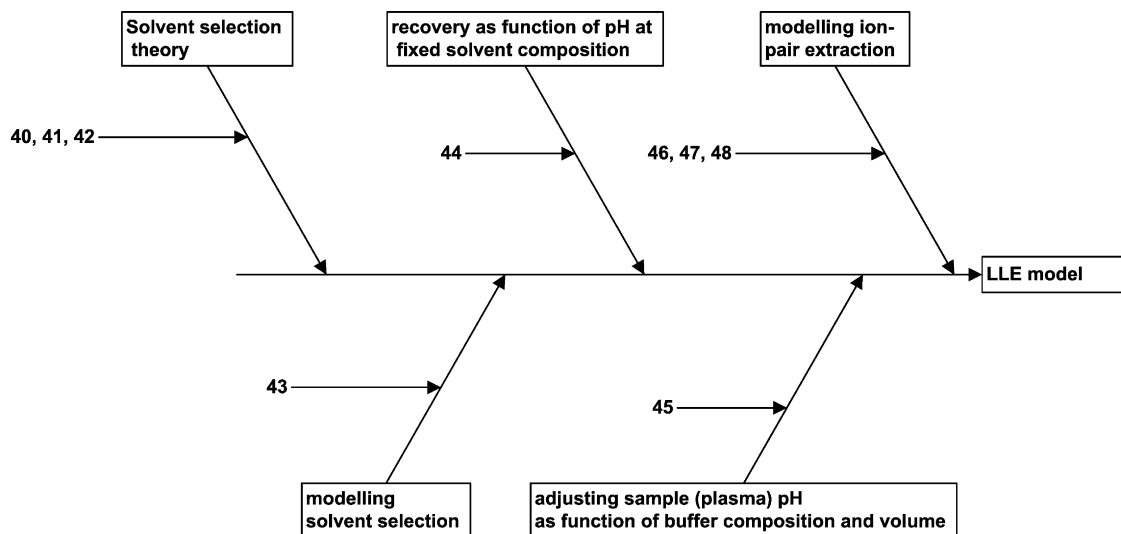 Solvent selection
theory
recovery as function of pH at
fixed solvent composition
modelling ion-
pair extraction
40, 41, 42
44
46, 47, 48
LLE model
43
45
modelling
solvent selection
adjusting sample (plasma) pH
as function of buffer composition and volume